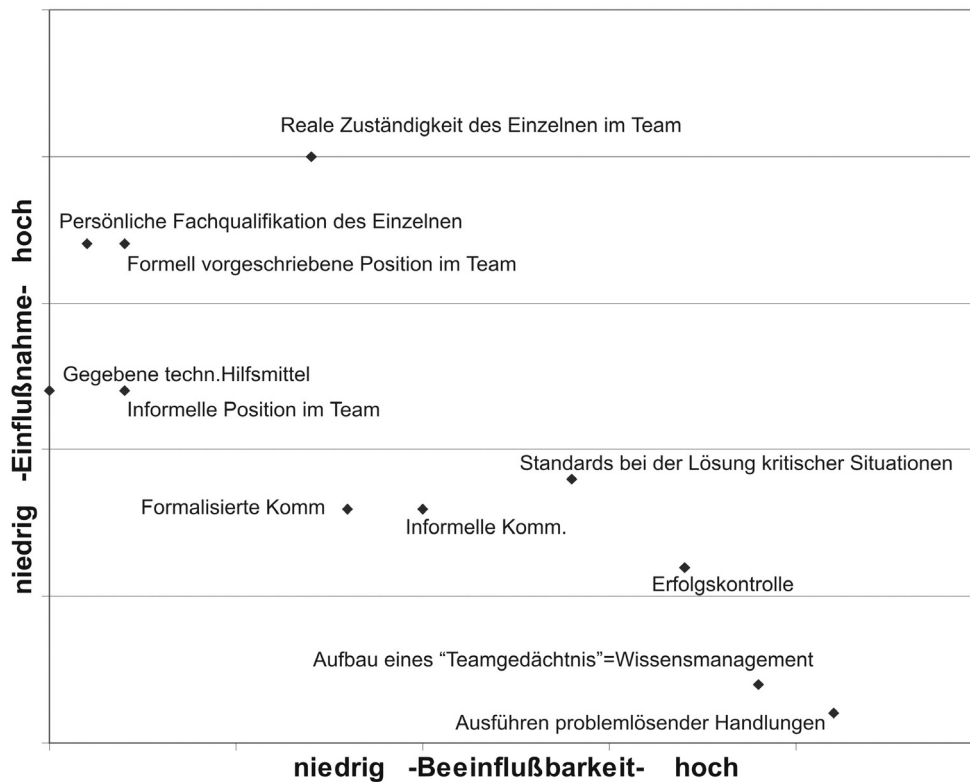 Reale Zuständigkeit des Einzelnen im Team
Persönliche Fachqualifikation des Einzelnen
Formell vorgeschriebene Position im Team
Gegebene techn.Hilfsmittel
Informelle Position im Team
Standards bei der Lösung kritischer Situationen
Formalisierte Komm
Informelle Komm.
Erfolgskontrolle
Aufbau eines “Teamgedächtnis”=Wissensmanagement
Ausführen problemlösender Handlungen
niedrig -Einflußnahme- hoch
niedrig -Beeinflußbarkeit- hoch